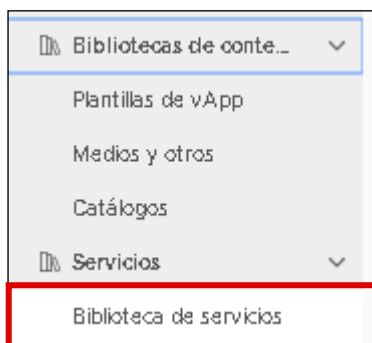 Bibliotecas de conte...
Plantillas de vApp
Medios y otros
Catálogos
Servicios
Biblioteca de servicios